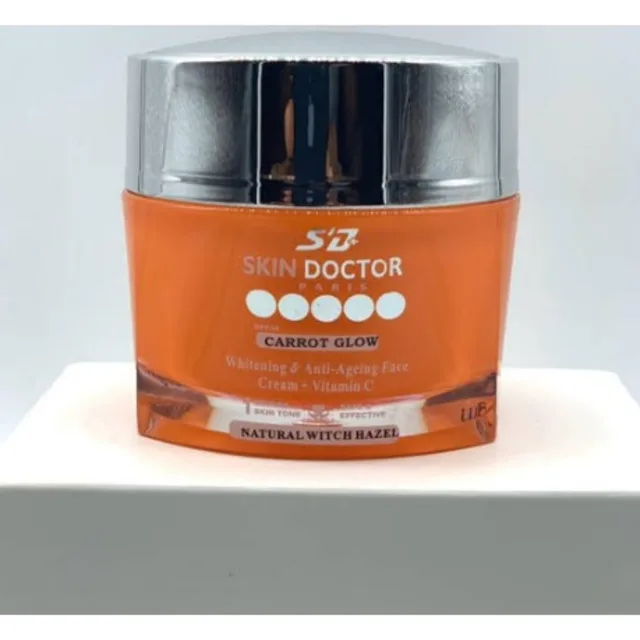 SD+
SKIN DOCTOR
PARIS
CARROT GLOW
Whitening & Anti-Ageing Face
Cream - Vitamin C
SKIN TONE
EFFECTIVE
NATURAL WITCH HAZEL